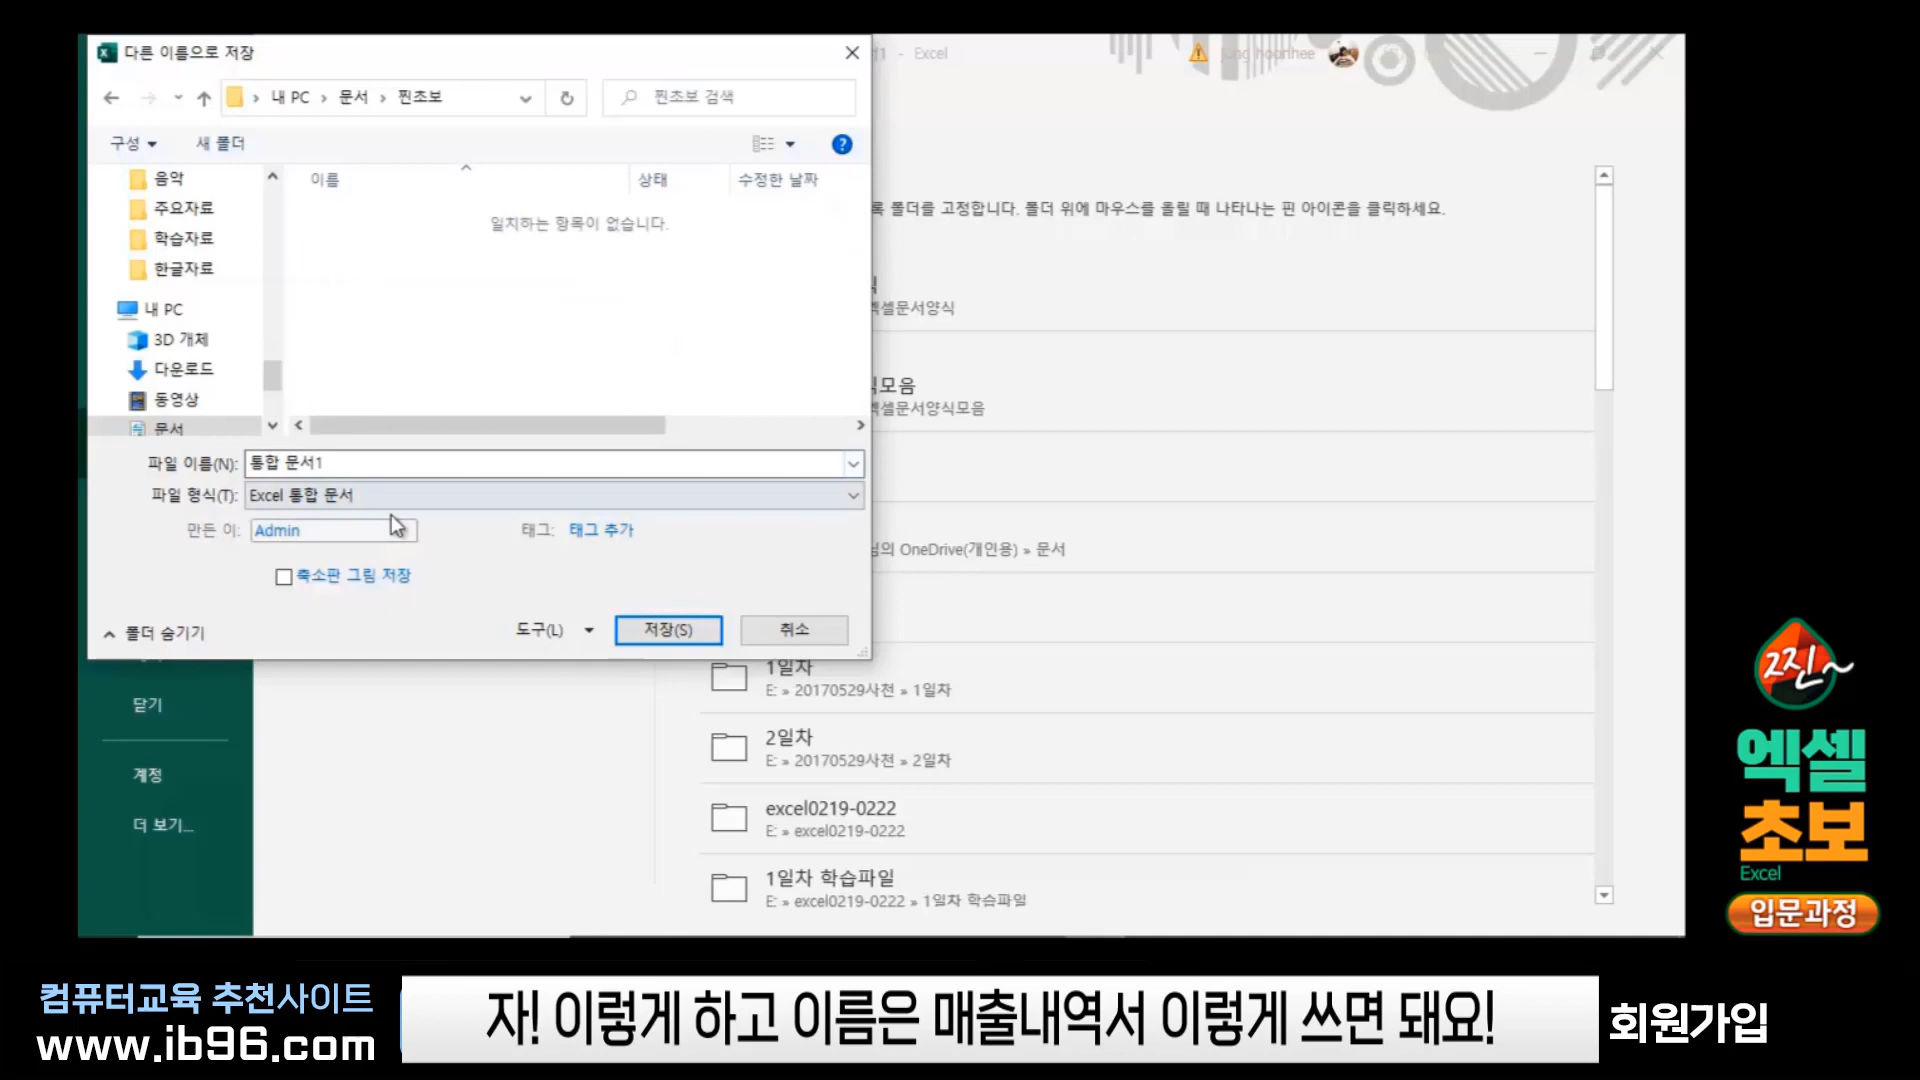 다른 이름으로 저장
- Excel
내 PC › 문서 › 찐초보
찐초보 검색
구성
새 폴더
음악
주요자료
학습자료
한글자료
내 PC
3D 개체
다운로드
동영상
문서
이름
상태
수정한 날짜
일치하는 항목이 없습니다.
파일 이름(N): 통합 문서1
파일 형식(T): Excel 통합 문서
만든 이: Admin
태그: 태그 추가
축소판 그림 저장
폴더 숨기기
도구(L)
저장(S)
취소
폴더를 고정합니다. 폴더 위에 마우스를 올릴 때 나타나는 핀 아이콘을 클릭하세요.
엑셀문서양식
식모음
엑셀문서양식모음
님의 OneDrive(개인용) » 문서
1일차
E: » 20170529사천 » 1일차
2일차
E: » 20170529사천 » 2일차
excel0219-0222
E: » excel0219-0222
1일차 학습파일
E: » excel0219-0222 » 1일차 학습파일
닫기
계정
더 보기...
2찐~
엑셀
초보
Excel
입문과정
컴퓨터교육 추천사이트
www.ib96.com
자! 이렇게 하고 이름은 매출내역서 이렇게 쓰면 돼요!
회원가입